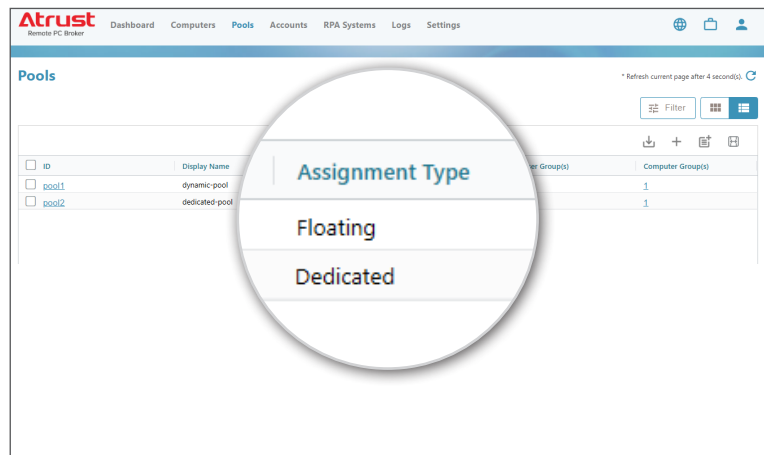 Atrust
Remote PC Broker
Dashboard Computers Pools Accounts RPA Systems Logs Settings
Pools
* Refresh current page after 4 second(s).
Filter
ID Display Name Assignment Type er Group(s) Computer Group(s)
pool1 dynamic-pool Floating 1
pool2 dedicated-pool Dedicated 1